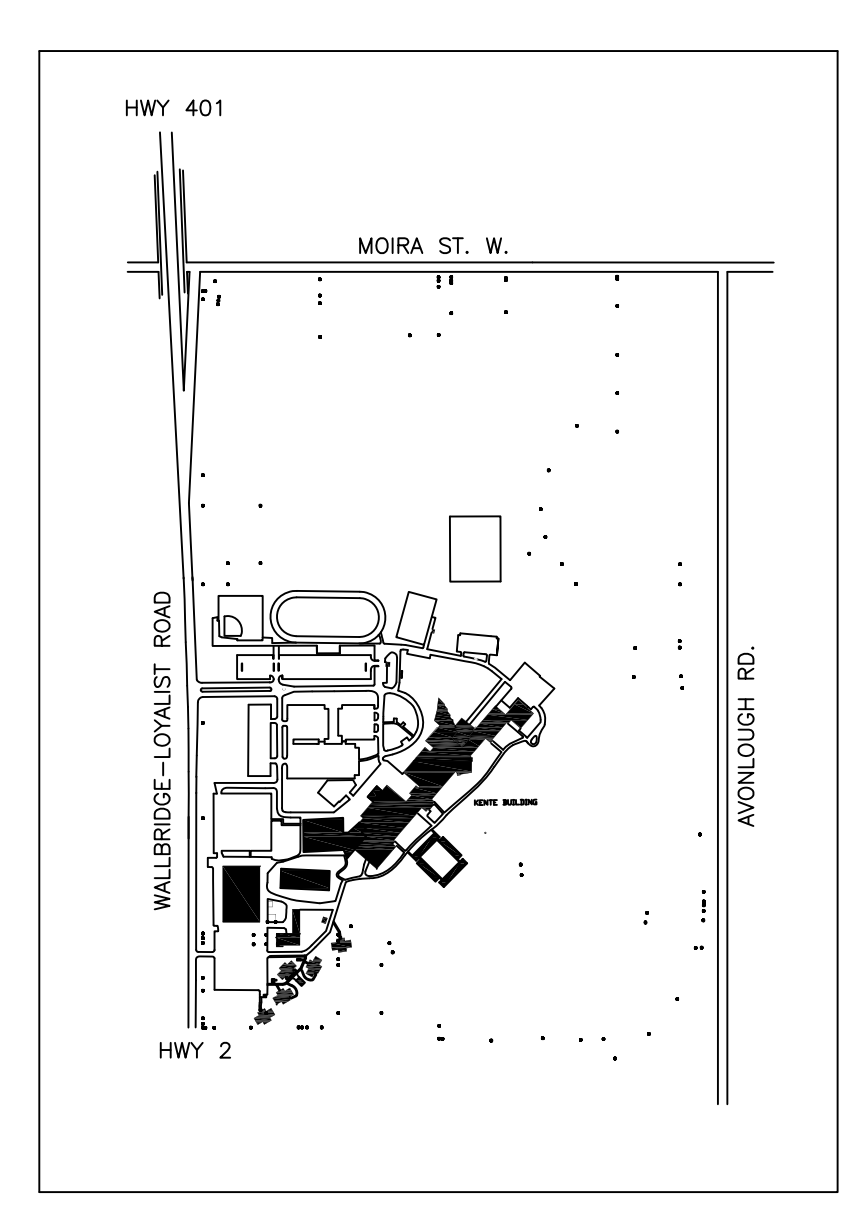 HWY 401
MOIRA ST. W.
WALLBRIDGE-LOYALIST ROAD
AVONLOUGH RD.
KENTE BUILDING
HWY 2